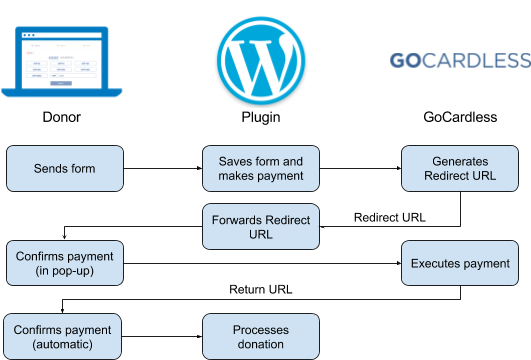 GOCARDLESS
Donor
Plugin
GoCardless
Sends form
Saves form and
makes payment
Generates
Redirect URL
Forwards Redirect
URL
Redirect URL
Confirms payment
(in pop-up)
Executes payment
Return URL
Confirms payment
(automatic)
Processes
donation